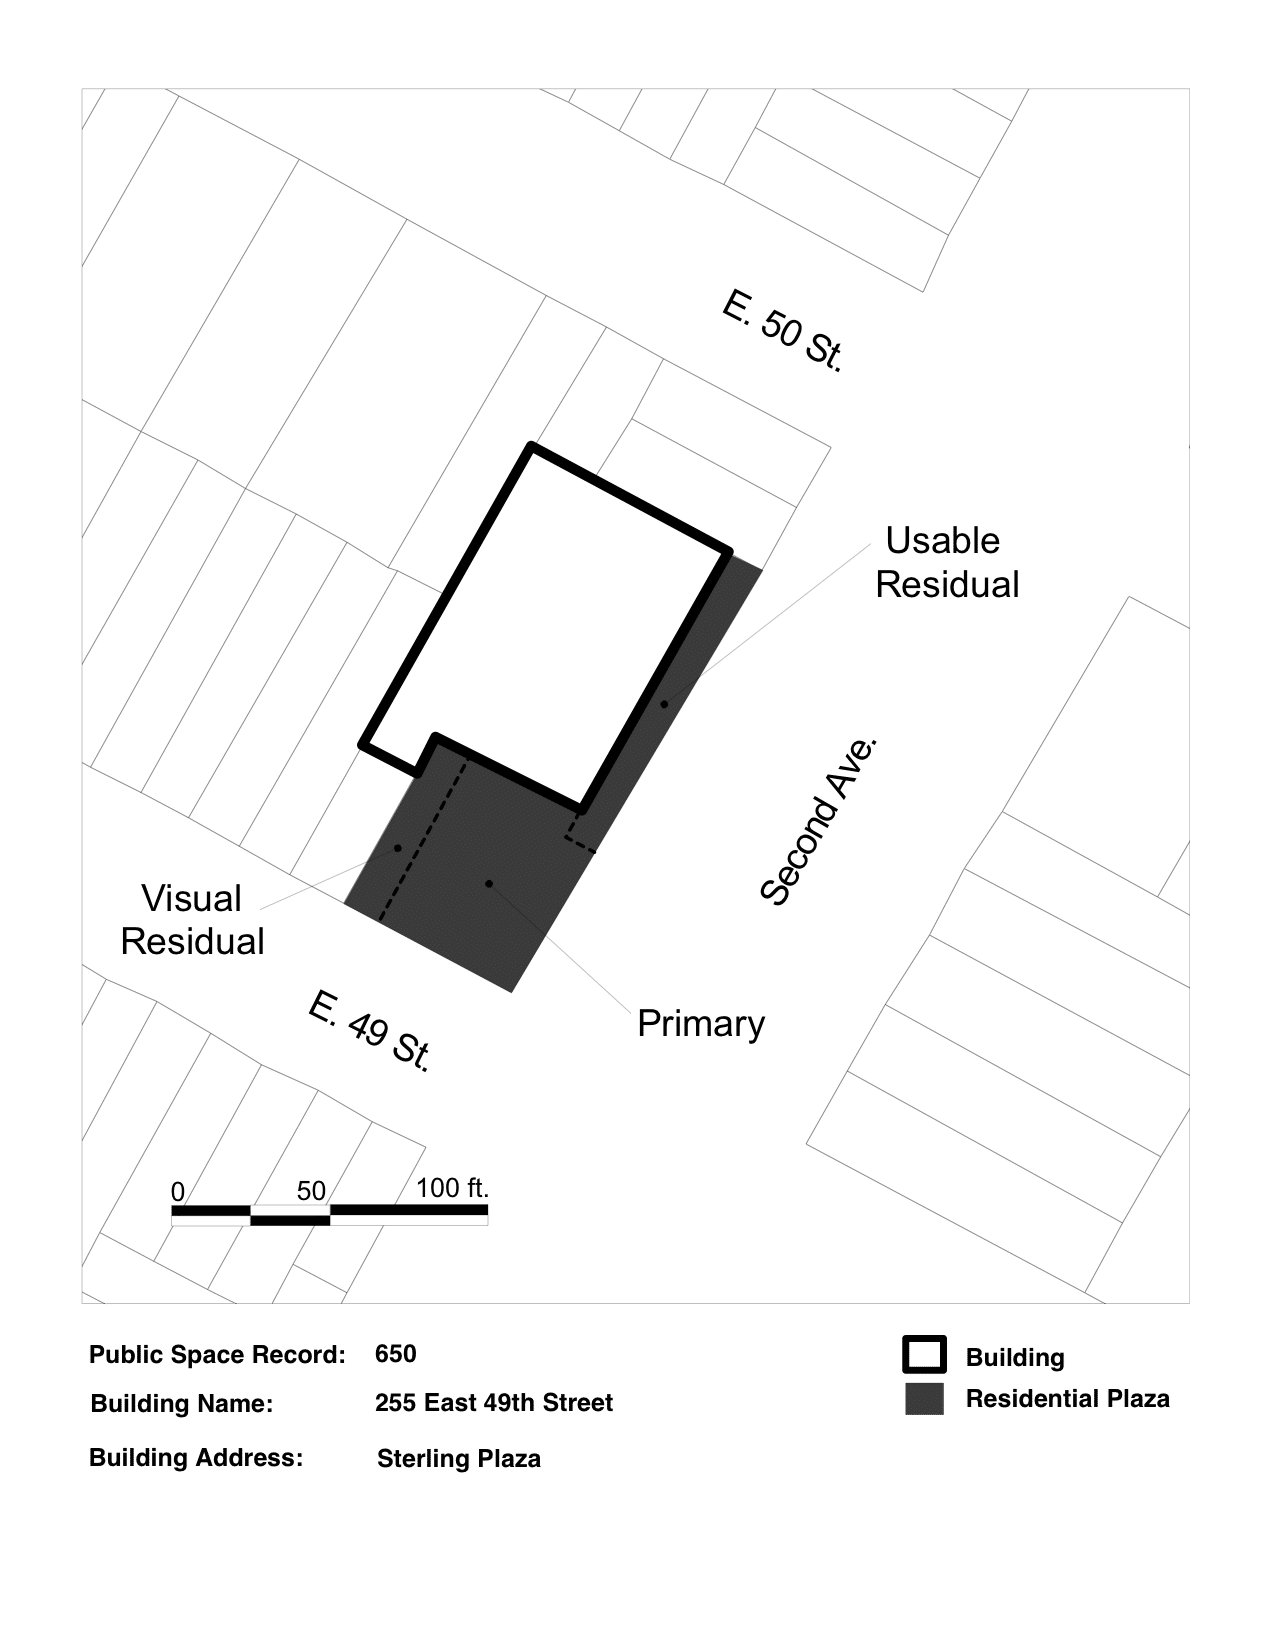 E. 50 St.
Usable
Residual
Second Ave.
Visual
Residual
Primary
E. 49 St.
0 50 100 ft.
Public Space Record: 650
Building Name: 255 East 49th Street
Building Address: Sterling Plaza
Building
Residential Plaza